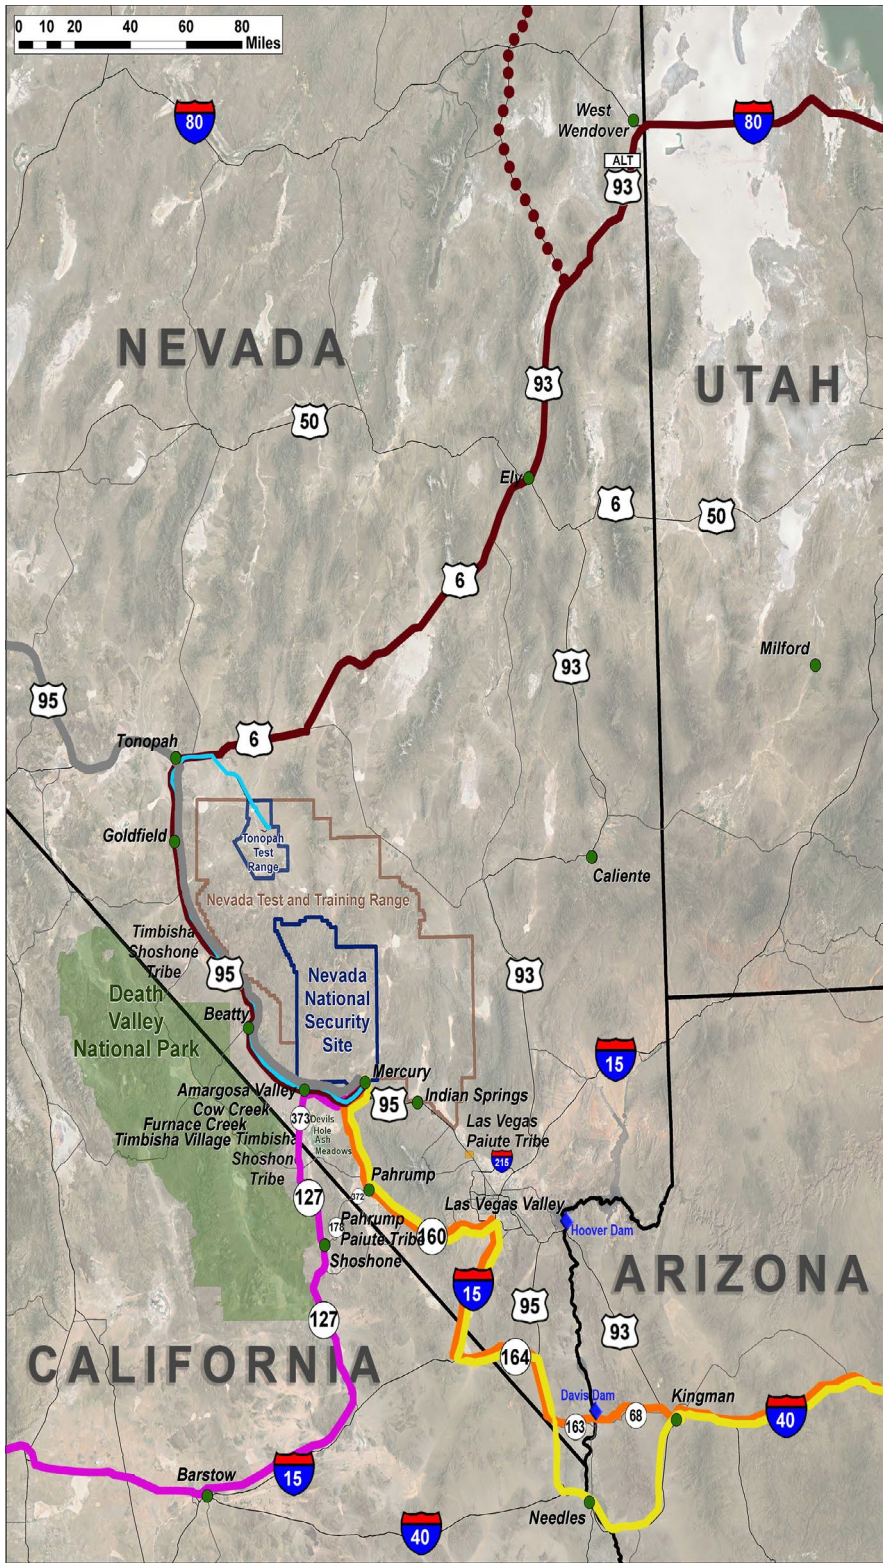 0 10 20 40 60 80
Miles
80
West
Wendover
80
ALT
93
NEVADA
93
UTAH
50
Ely
6
50
6
Milford
93
95
Tonopah
6
Goldfield
Tonopah
Test
Range
Caliente
Nevada Test and Training Range
Timbisha
Shoshone
Tribe
95
Nevada
National
Security
Site
93
Death
Valley
National Park
Beatty
15
Mercury
Amargosa Valley
95
Indian Springs
Cow Creek
373
Devils
Hole
Ash
Meadows
Furnace Creek
Timbisha Village
Timbisha
Shoshone
Tribe
Las Vegas
Paiute Tribe
215
Pahrump
127
372
Las Vegas Valley
178
Pahrump
Paiute Tribe
160
Hoover Dam
Shoshone
ARIZONA
15
95
127
93
164
CALIFORNIA
Davis Dam
Kingman
163
68
40
Barstow
15
Needles
40